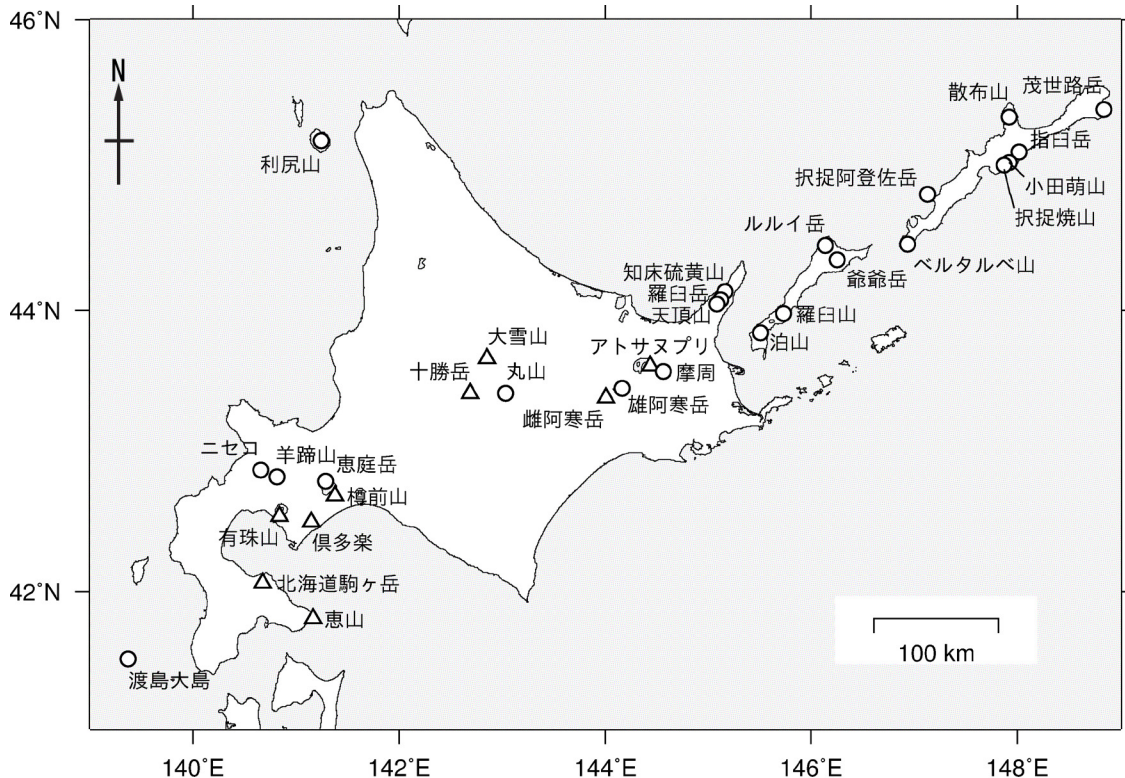 46˚N
N
散布山
茂世路岳
指臼岳
利尻山
択捉阿登佐岳
小田萌山
択捉焼山
ルルイ岳
ベルタルベ山
知床硫黄山
爺爺岳
羅臼岳
44˚N
天頂山
羅臼山
大雪山
アトサヌプリ
泊山
十勝岳
丸山
摩周
雌阿寒岳
雄阿寒岳
ニセコ
羊蹄山
恵庭岳
樽前山
有珠山
倶多楽
42˚N
北海道駒ヶ岳
恵山
100 km
渡島大島
140˚E
142˚E
144˚E
146˚E
148˚E